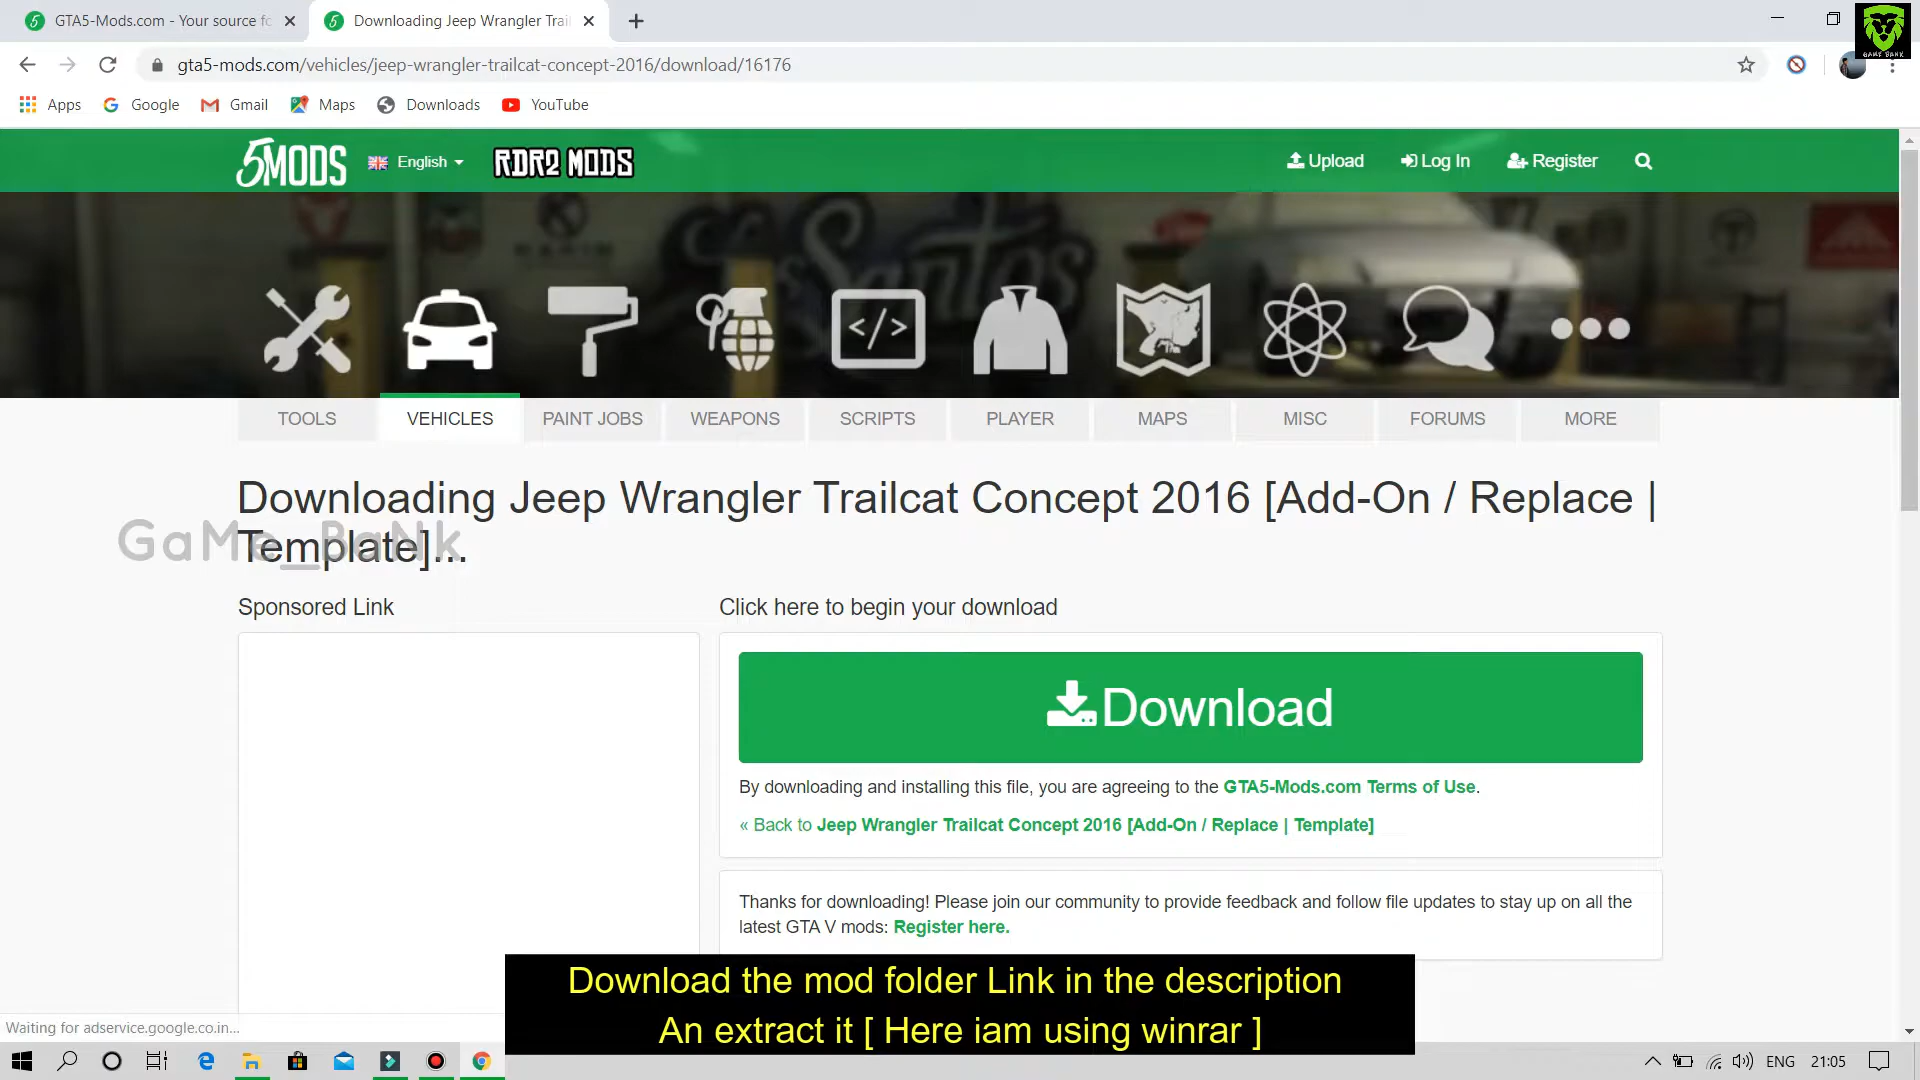 GTA5-Mods.com - Your source fo
Downloading Jeep Wrangler Trail
GAME BANK
gta5-mods.com/vehicles/jeep-wrangler-trailcat-concept-2016/download/16176
Apps Google Gmail Maps Downloads YouTube
5MODS English RDR2 MODS Upload Log In Register
Los Santos
</>
TOOLS VEHICLES PAINT JOBS WEAPONS SCRIPTS PLAYER MAPS MISC FORUMS MORE
Downloading Jeep Wrangler Trailcat Concept 2016 [Add-On / Replace |
Template]...
GaMe_BaNk
Sponsored Link
Click here to begin your download
Download
By downloading and installing this file, you are agreeing to the GTA5-Mods.com Terms of Use.
« Back to Jeep Wrangler Trailcat Concept 2016 [Add-On / Replace | Template]
Thanks for downloading! Please join our community to provide feedback and follow file updates to stay up on all the
latest GTA V mods: Register here.
Download the mod folder Link in the description
An extract it [ Here iam using winrar ]
Waiting for adservice.google.co.in...
ENG 21:05